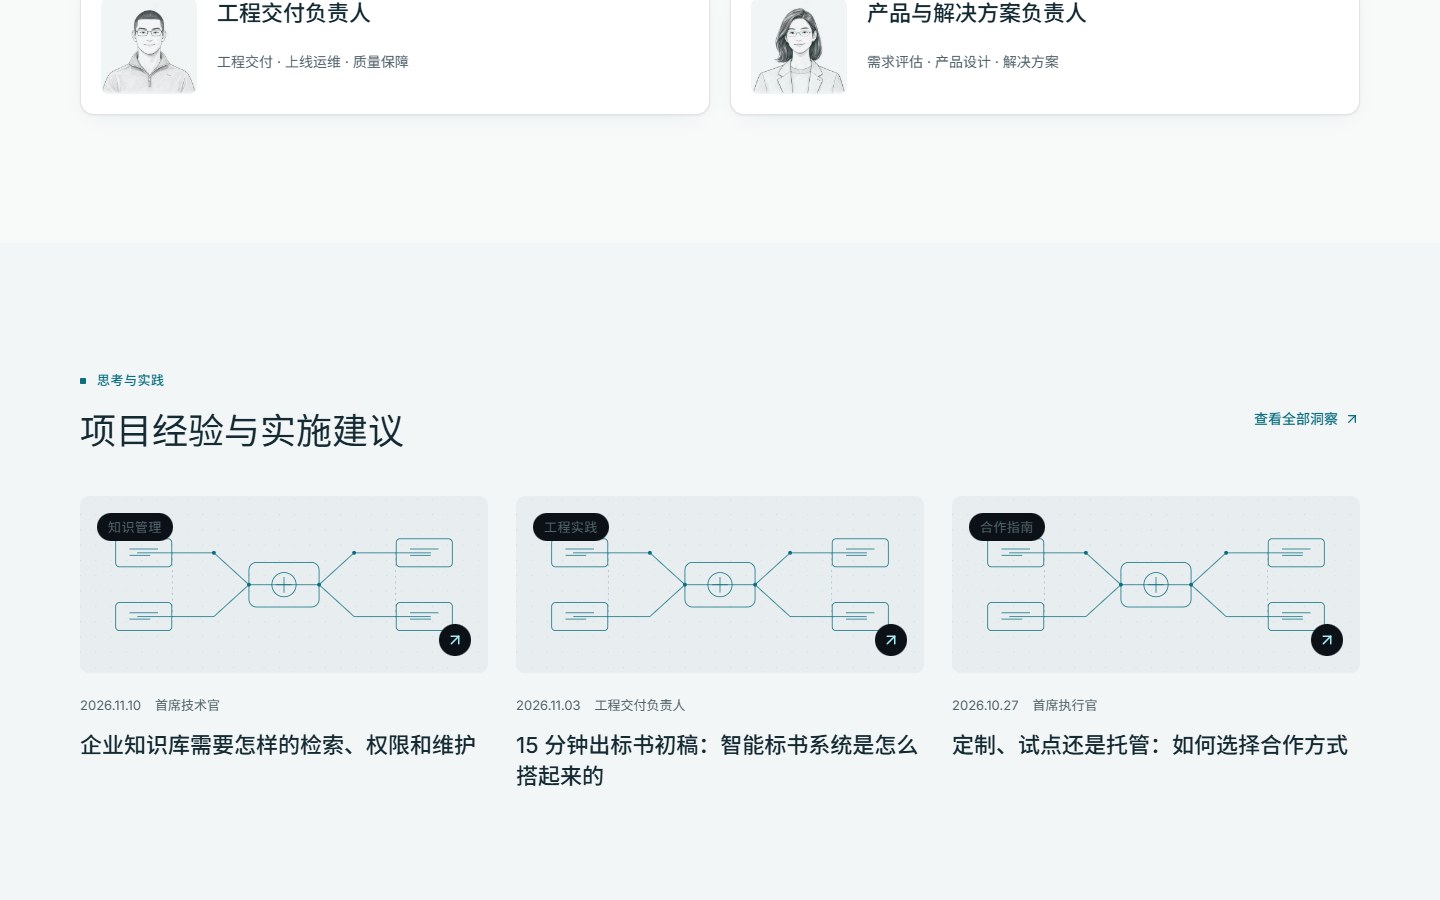 工程交付负责人
工程交付 · 上线运维 · 质量保障
产品与解决方案负责人
需求评估 · 产品设计 · 解决方案
思考与实践
项目经验与实施建议
查看全部洞察
知识管理
2026.11.10 首席技术官
企业知识库需要怎样的检索、权限和维护
工程实践
2026.11.03 工程交付负责人
15 分钟出标书初稿：智能标书系统是怎么
搭起来的
合作指南
2026.10.27 首席执行官
定制、试点还是托管：如何选择合作方式